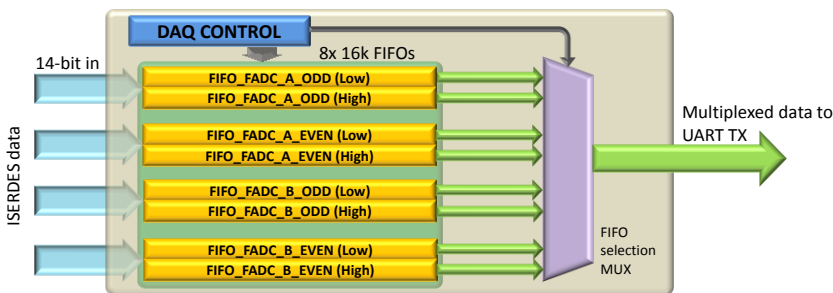 DAQ CONTROL
8x 16k FIFOs
14-bit in
ISERDES data
FIFO_FADC_A_ODD (Low)
FIFO_FADC_A_ODD (High)
FIFO_FADC_A_EVEN (Low)
FIFO_FADC_A_EVEN (High)
FIFO_FADC_B_ODD (Low)
FIFO_FADC_B_ODD (High)
FIFO_FADC_B_EVEN (Low)
FIFO_FADC_B_EVEN (High)
FIFO
selection
MUX
Multiplexed data to
UART TX